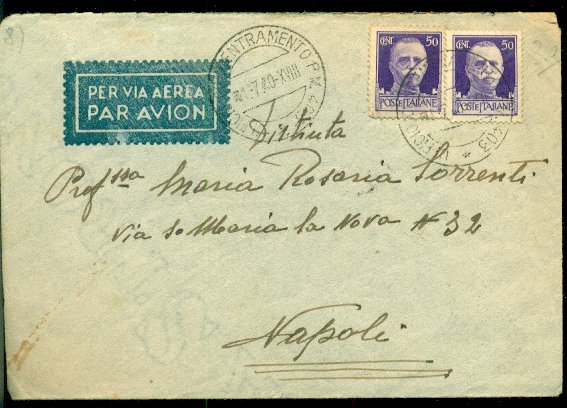 PER VIA AEREA
PAR AVION
CENT. 50
POSTE ITALIANE
CENT. 50
POSTE ITALIANE
Distinta
Prof.ssa Maria Rosaria Sorrenti
Via S. Maria la Nova N 32
Napoli